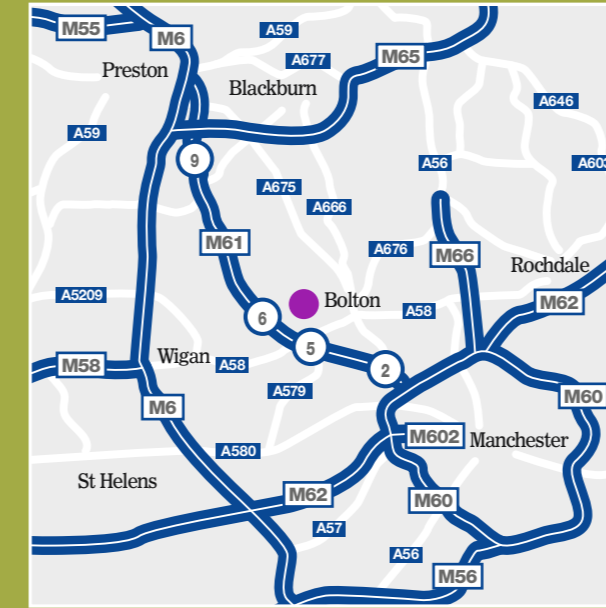 M55
M6
A59
A677
M65
Preston
Blackburn
A646
A59
9
A56
A603
A675
A666
M61
A676
M66
Rochdale
A5209
Bolton
A58
M62
6
5
Wigan
A58
2
M58
A579
M60
M6
M602
Manchester
A580
St Helens
M62
M60
A57
A56
M56